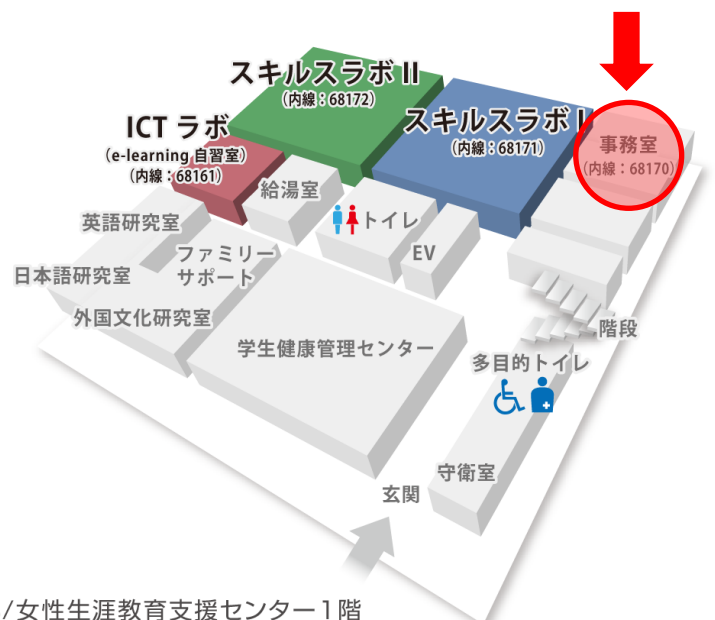 スキルスラボⅡ
(内線：68172)
スキルスラボⅠ
(内線：68171)
事務室
(内線：68170)
ICT ラボ
(e-learning 自習室)
(内線：68161)
給湯室
トイレ
EV
英語研究室
ファミリー
サポート
日本語研究室
外国文化研究室
学生健康管理センター
階段
多目的トイレ
守衛室
玄関
/女性生涯教育支援センター1階